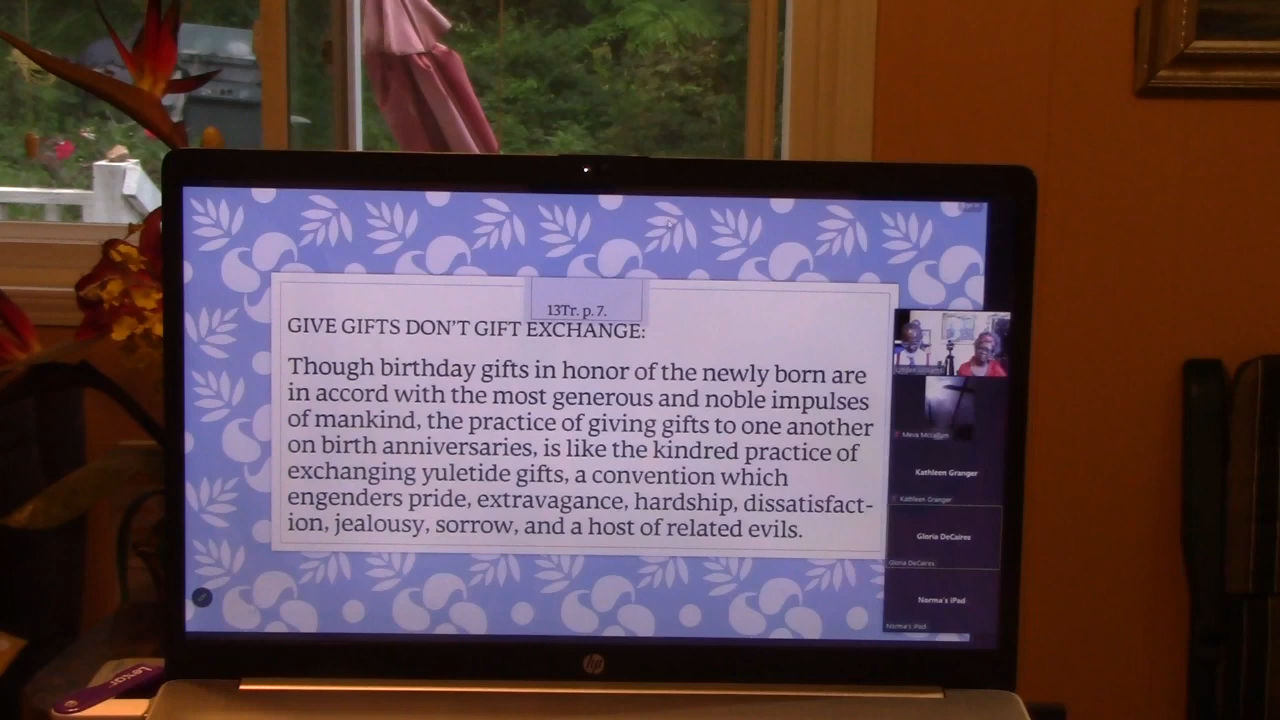 13Tr. p.7.
GIVE GIFTS DON'T GIFT EXCHANGE:
Though birthday gifts in honor of the newly born are
in accord with the most generous and noble impulses
of mankind, the practice of giving gifts to one another
on birth anniversaries, is like the kindred practice of
exchanging yuletide gifts, a convention which
engenders pride, extravagance, hardship, dissatisfact-
ion, jealousy, sorrow, and a host of related evils.
Meva Mccallum
Kathleen Granger
Kathleen Granger
Gloria DeCaires
Gloria DeCaires
Norma's iPad
Norma's iPad
hp
Lexar